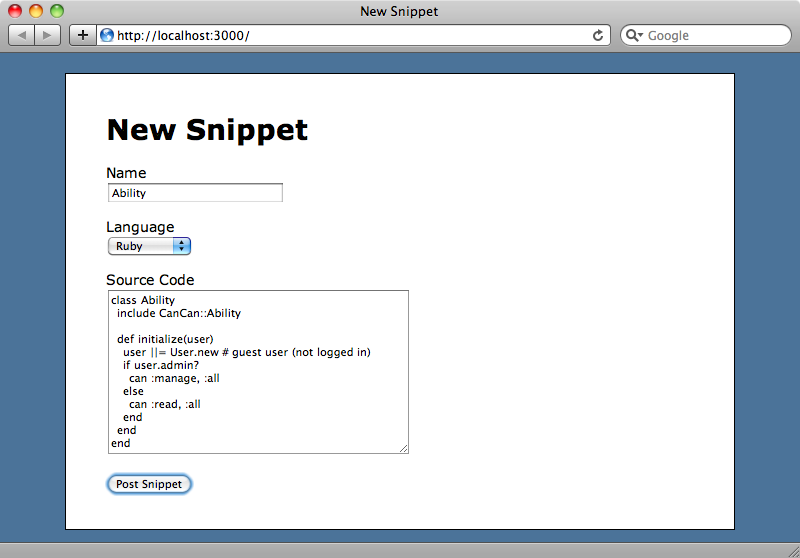 New Snippet
http://localhost:3000/
Google
New Snippet
Name
Ability
Language
Ruby
Source Code
class Ability
  include CanCan::Ability

  def initialize(user)
    user ||= User.new # guest user (not logged in)
    if user.admin?
      can :manage, :all
    else
      can :read, :all
    end
  end
end
Post Snippet